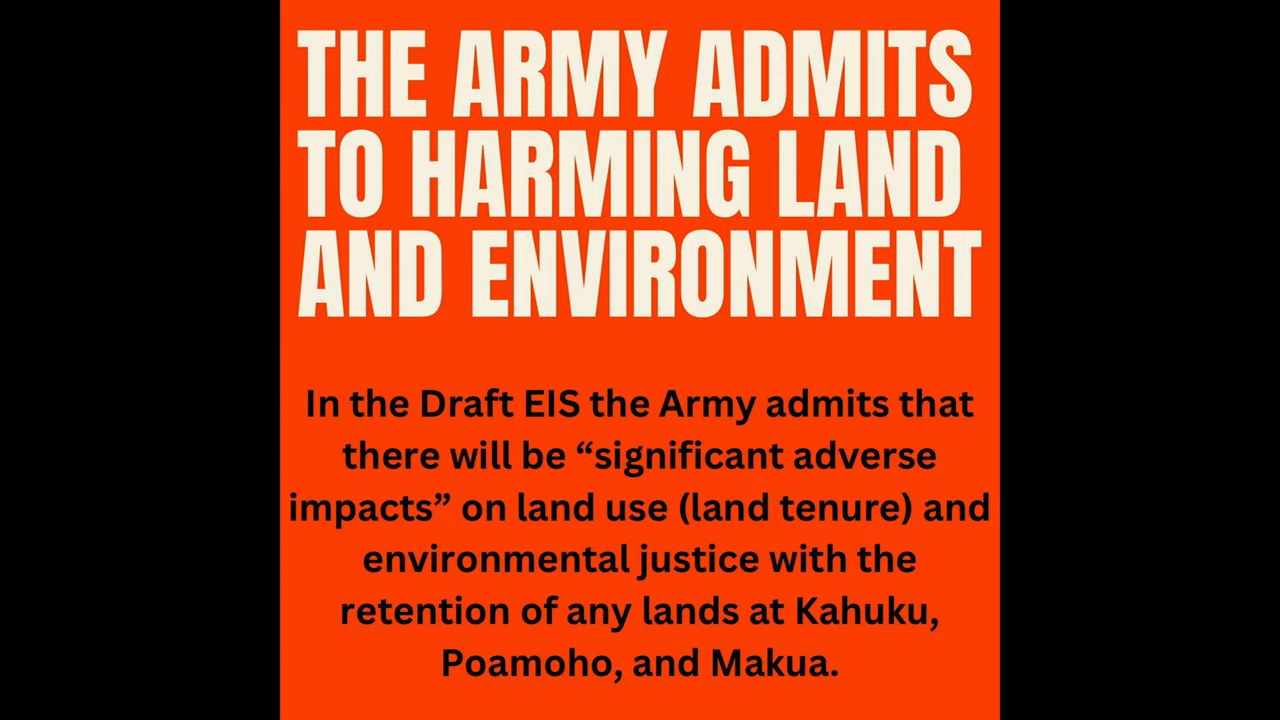 THE ARMY ADMITS
TO HARMING LAND
AND ENVIRONMENT
In the Draft EIS the Army admits that
there will be “significant adverse
impacts” on land use (land tenure) and
environmental justice with the
retention of any lands at Kahuku,
Poamoho, and Makua.